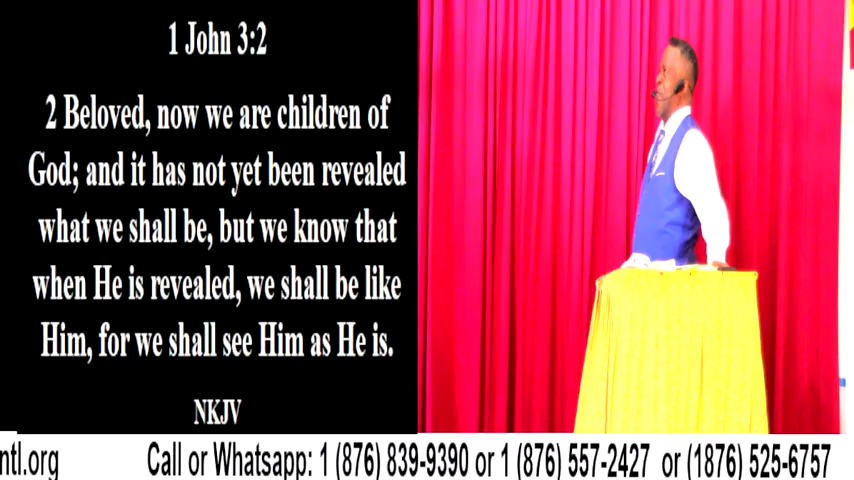 1 John 3:2
2 Beloved, now we are children of
God; and it has not yet been revealed
what we shall be, but we know that
when He is revealed, we shall be like
Him, for we shall see Him as He is.
NKJV
ntl.org Call or Whatsapp: 1 (876) 839-9390 or 1 (876) 557-2427 or (1876) 525-6757